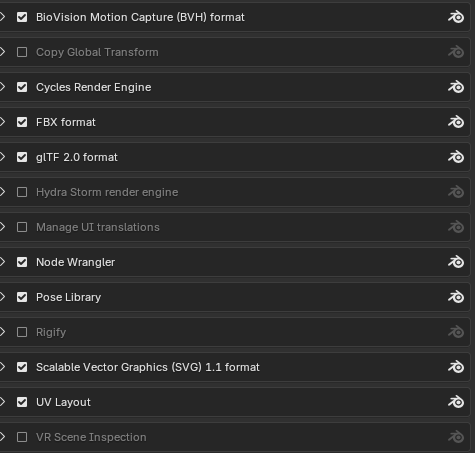 BioVision Motion Capture (BVH) format
Copy Global Transform
Cycles Render Engine
FBX format
glTF 2.0 format
Hydra Storm render engine
Manage UI translations
Node Wrangler
Pose Library
Rigify
Scalable Vector Graphics (SVG) 1.1 format
UV Layout
VR Scene Inspection